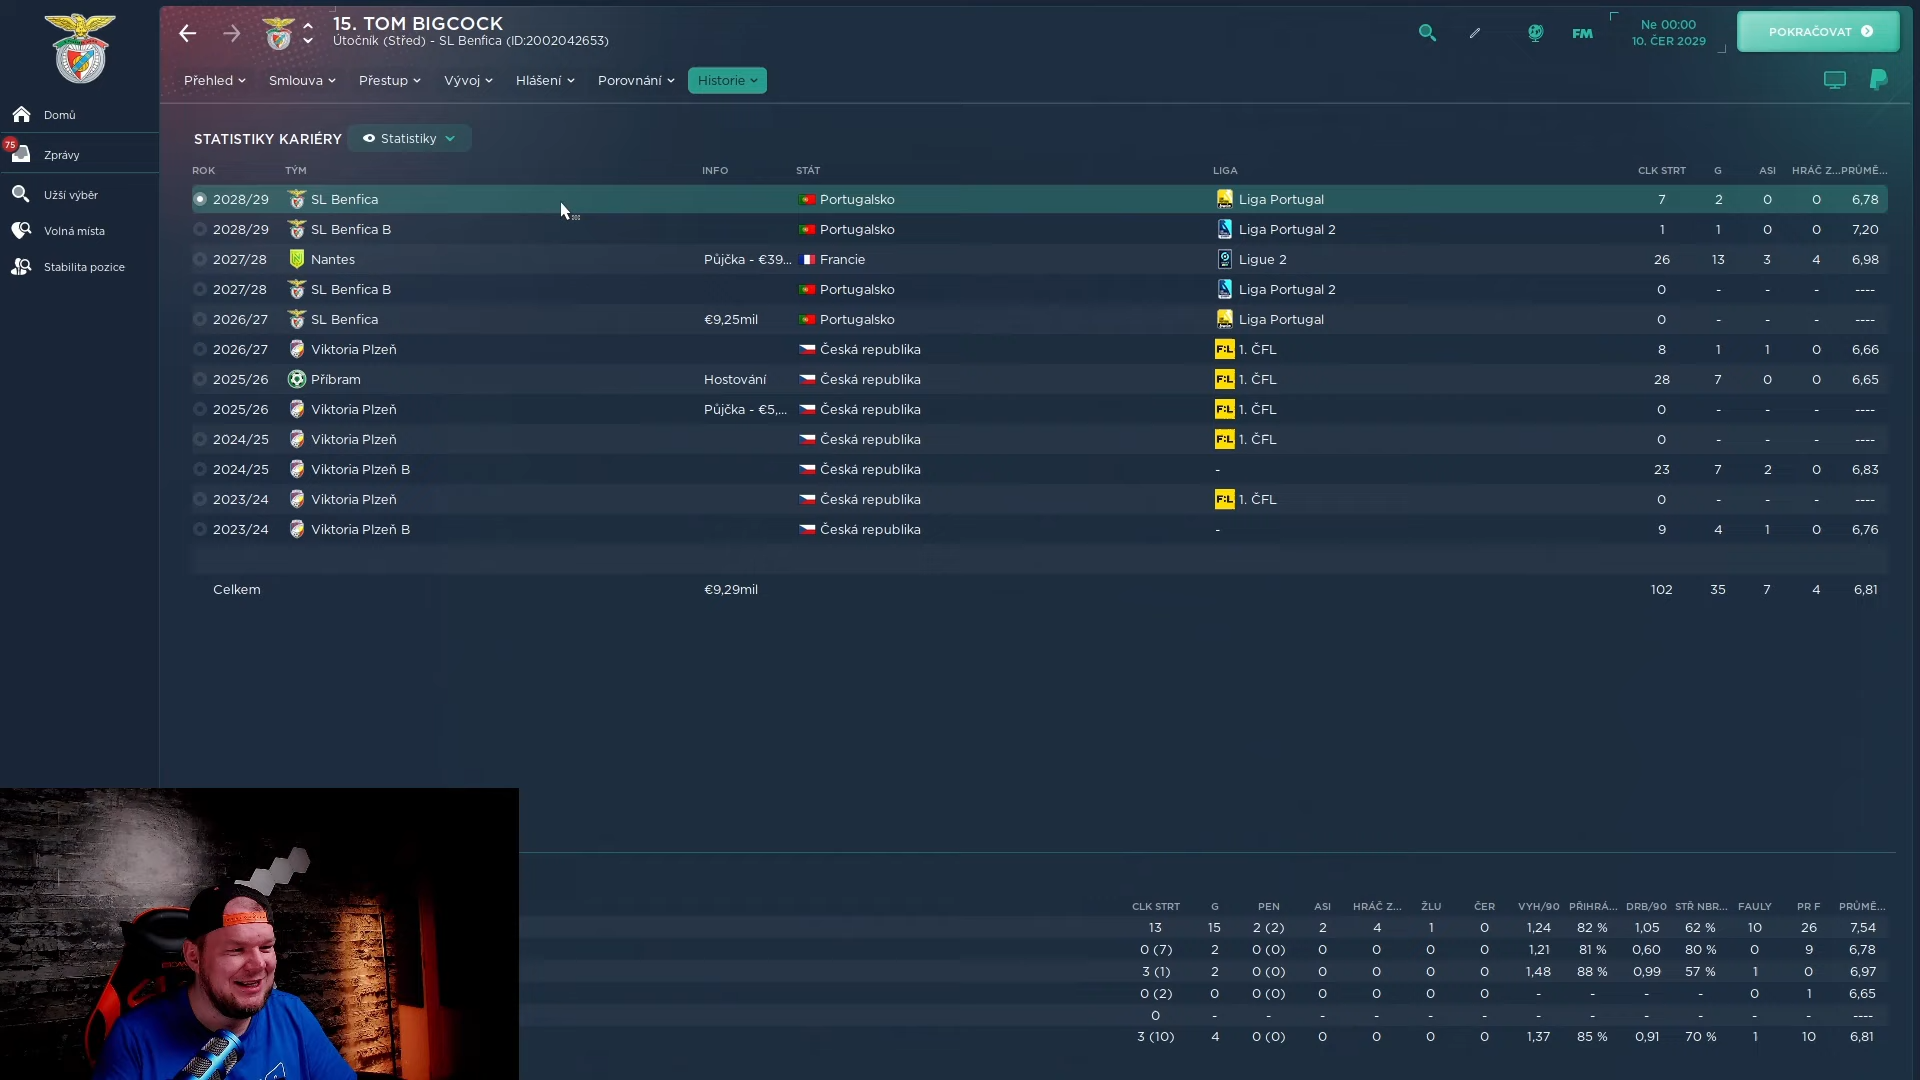 15. TOM BIGCOCK
Útočník (Střed) - SL Benfica (ID:2002042653)
FM
Ne 00:00
10. ČER 2029
POKRAČOVAT
Přehled
Smlouva
Přestup
Vývoj
Hlášení
Porovnání
Historie
Domů
75
Zprávy
Užší výběr
Volná místa
Stabilita pozice
STATISTIKY KARIÉRY
Statistiky
ROK TÝM INFO STÁT LIGA CLK STRT G ASI HRÁČ Z... PRŮMĚ...
2028/29 SL Benfica Portugalsko Liga Portugal 7 2 0 0 6,78
2028/29 SL Benfica B Portugalsko Liga Portugal 2 1 1 0 0 7,20
2027/28 Nantes Půjčka - €39... Francie Ligue 2 26 13 3 4 6,98
2027/28 SL Benfica B Portugalsko Liga Portugal 2 0 - - - ----
2026/27 SL Benfica €9,25mil Portugalsko Liga Portugal 0 - - - ----
2026/27 Viktoria Plzeň Česká republika F:L 1. ČFL 8 1 1 0 6,66
2025/26 Příbram Hostování Česká republika F:L 1. ČFL 28 7 0 0 6,65
2025/26 Viktoria Plzeň Půjčka - €5,... Česká republika F:L 1. ČFL 0 - - - ----
2024/25 Viktoria Plzeň Česká republika F:L 1. ČFL 0 - - - ----
2024/25 Viktoria Plzeň B Česká republika - 23 7 2 0 6,83
2023/24 Viktoria Plzeň Česká republika F:L 1. ČFL 0 - - - ----
2023/24 Viktoria Plzeň B Česká republika - 9 4 1 0 6,76
Celkem €9,29mil 102 35 7 4 6,81
CLK STRT G PEN ASI HRÁČ Z... ŽLU ČER VYH/90 PŘIHRÁ... DRB/90 STŘ NBR... FAULY PR F PRŮMĚ...
13 15 2 (2) 2 4 1 0 1,24 82 % 1,05 62 % 10 26 7,54
0 (7) 2 0 (0) 0 0 0 0 1,21 81 % 0,60 80 % 0 9 6,78
3 (1) 2 0 (0) 0 0 0 0 1,48 88 % 0,99 57 % 1 0 6,97
0 (2) 0 0 (0) 0 0 0 0 - - - - 0 1 6,65
0 - - - - - - - - - - - - ----
3 (10) 4 0 (0) 0 0 0 0 1,37 85 % 0,91 70 % 1 10 6,81